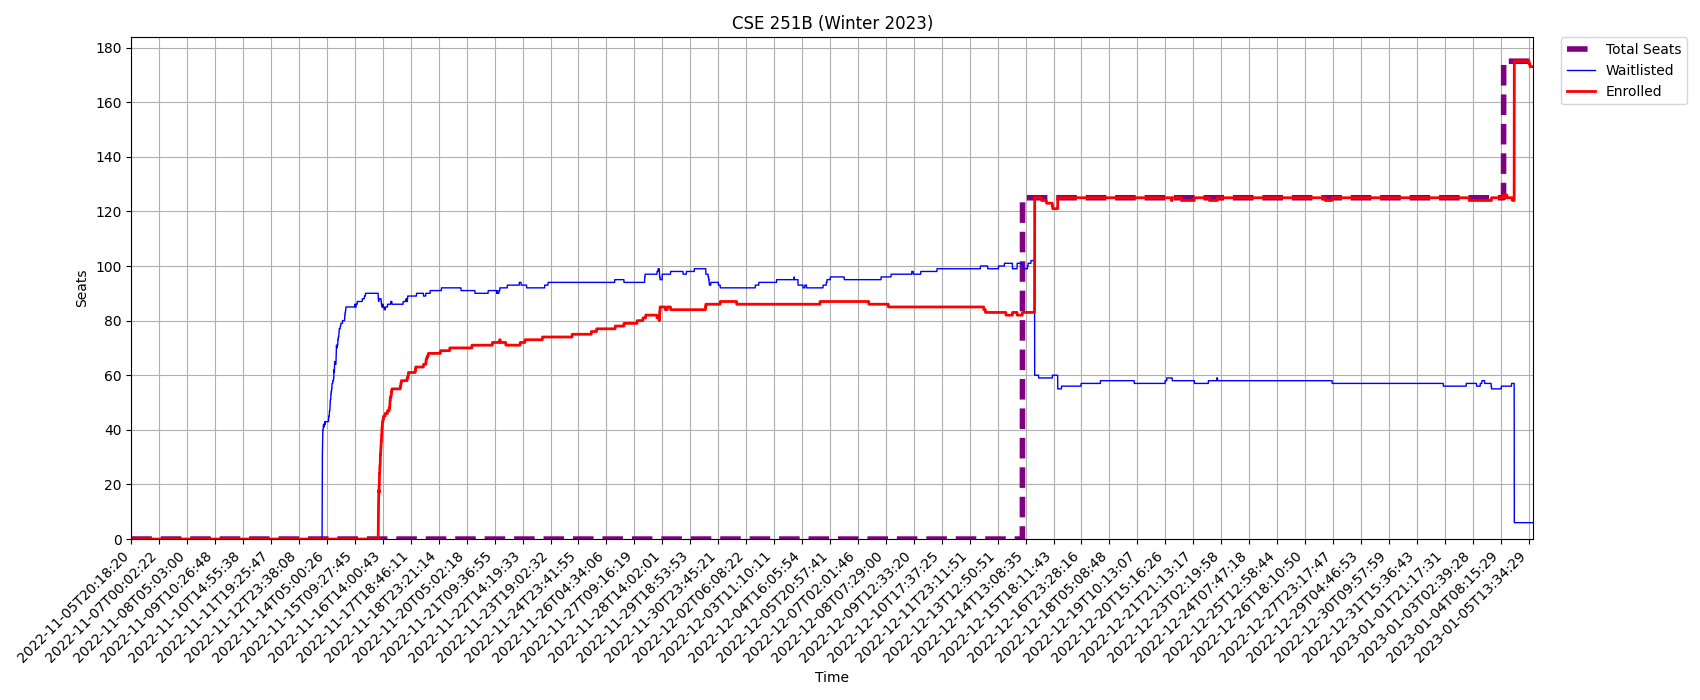 CSE 251B (Winter 2023)
Total Seats
Waitlisted
Enrolled
Seats
180
160
140
120
100
80
60
40
20
0
2022-11-05T20:18:20
2022-11-07T00:02:22
2022-11-08T05:03:00
2022-11-09T10:26:48
2022-11-10T14:55:38
2022-11-11T19:25:47
2022-11-12T23:38:08
2022-11-14T05:00:26
2022-11-15T09:27:45
2022-11-16T14:00:43
2022-11-17T18:46:11
2022-11-18T23:21:14
2022-11-20T05:02:18
2022-11-21T09:36:55
2022-11-22T14:19:33
2022-11-23T19:02:32
2022-11-24T23:41:55
2022-11-26T04:34:06
2022-11-27T09:16:19
2022-11-28T14:02:01
2022-11-29T18:53:53
2022-11-30T23:45:21
2022-12-02T06:08:22
2022-12-03T11:10:11
2022-12-04T16:05:54
2022-12-05T20:57:41
2022-12-07T02:01:46
2022-12-08T07:29:00
2022-12-09T12:33:20
2022-12-10T17:37:25
2022-12-11T23:11:51
2022-12-13T12:50:51
2022-12-14T13:08:35
2022-12-15T18:11:43
2022-12-16T23:28:16
2022-12-18T05:08:48
2022-12-19T10:13:07
2022-12-20T15:16:26
2022-12-21T21:13:17
2022-12-23T02:19:58
2022-12-24T07:47:18
2022-12-25T12:58:44
2022-12-26T18:10:50
2022-12-27T23:17:47
2022-12-29T04:46:53
2022-12-30T09:57:59
2022-12-31T15:36:43
2023-01-01T21:17:31
2023-01-03T02:39:28
2023-01-04T08:15:29
2023-01-05T13:34:29
Time